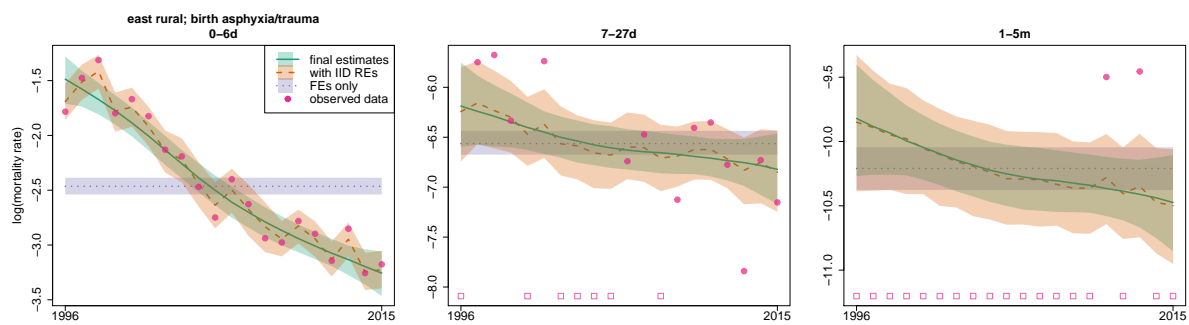 east rural; birth asphyxia/trauma
0–6d
7–27d
1–5m
final estimates
with IID REs
FEs only
observed data
log(mortality rate)
−1.5
−2.0
−2.5
−3.0
−3.5
1996
2015
−6.0
−6.5
−7.0
−7.5
−8.0
1996
2015
−9.5
−10.0
−10.5
−11.0
1996
2015